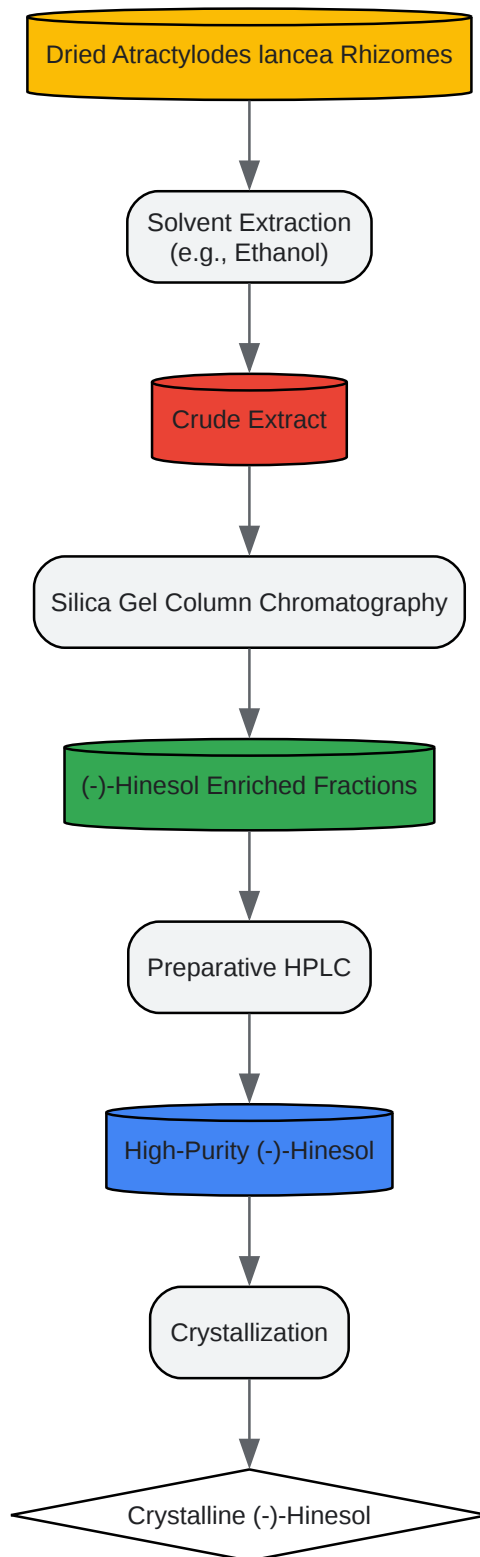 Dried Atractylodes lancea Rhizomes
Solvent Extraction
(e.g., Ethanol)
Crude Extract
Silica Gel Column Chromatography
(-)-Hinesol Enriched Fractions
Preparative HPLC
High-Purity (-)-Hinesol
Crystallization
Crystalline (-)-Hinesol